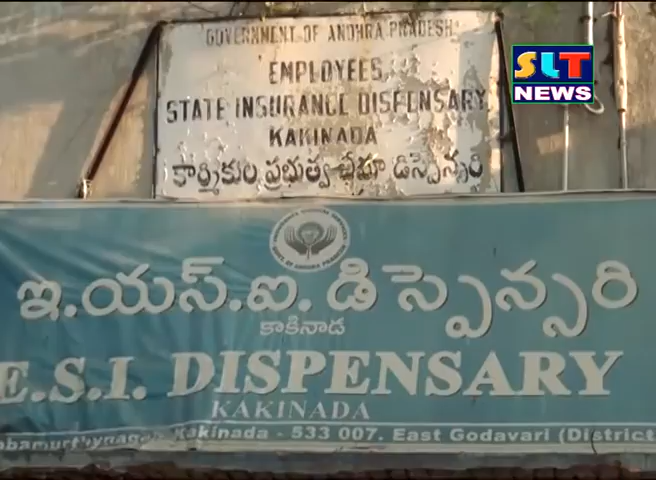 GOVERNMENT OF ANDHRA PRADESH
EMPLOYEES
STATE INSURANCE DISPENSARY
KAKINADA
కార్మికుల ప్రభుత్వ భీమా డిస్పెన్సరి
SLT
NEWS
ఇ.యస్.ఐ. డిస్పెన్సరి
కాకినాడ
E.S.I. DISPENSARY
KAKINADA
Kakinada - 533 007. East Godavari (District